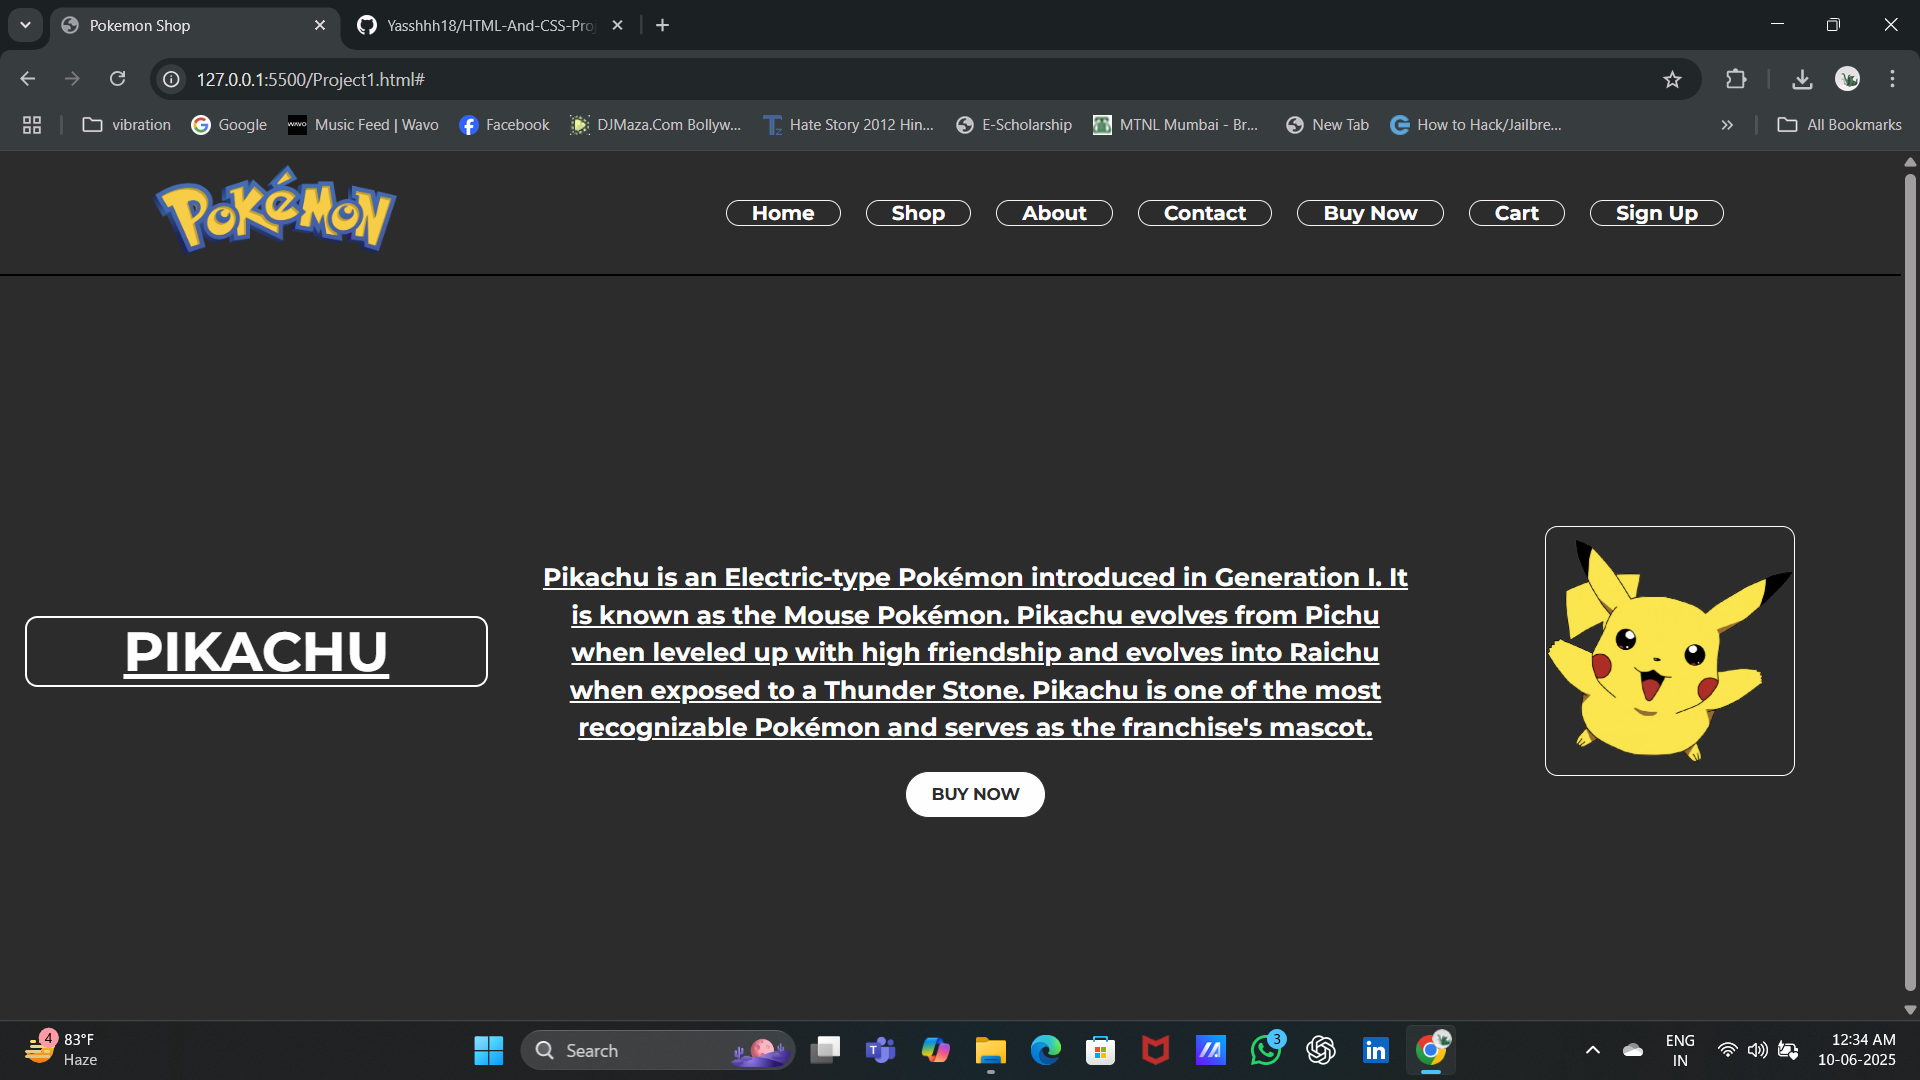 Pokemon Shop
Yasshhh18/HTML-And-CSS-Pro
127.0.0.1:5500/Project1.html#
vibration Google WAVO Music Feed | Wavo Facebook DJMaza.Com Bollyw... Tz Hate Story 2012 Hin... E-Scholarship MTNL Mumbai - Br... New Tab How to Hack/Jailbre... » All Bookmarks
POKéMON
Home Shop About Contact Buy Now Cart Sign Up
PIKACHU
Pikachu is an Electric-type Pokémon introduced in Generation I. It
is known as the Mouse Pokémon. Pikachu evolves from Pichu
when leveled up with high friendship and evolves into Raichu
when exposed to a Thunder Stone. Pikachu is one of the most
recognizable Pokémon and serves as the franchise's mascot.
BUY NOW
4 83°F
Haze
Search
T
in
3
ENG
IN
12:34 AM
10-06-2025